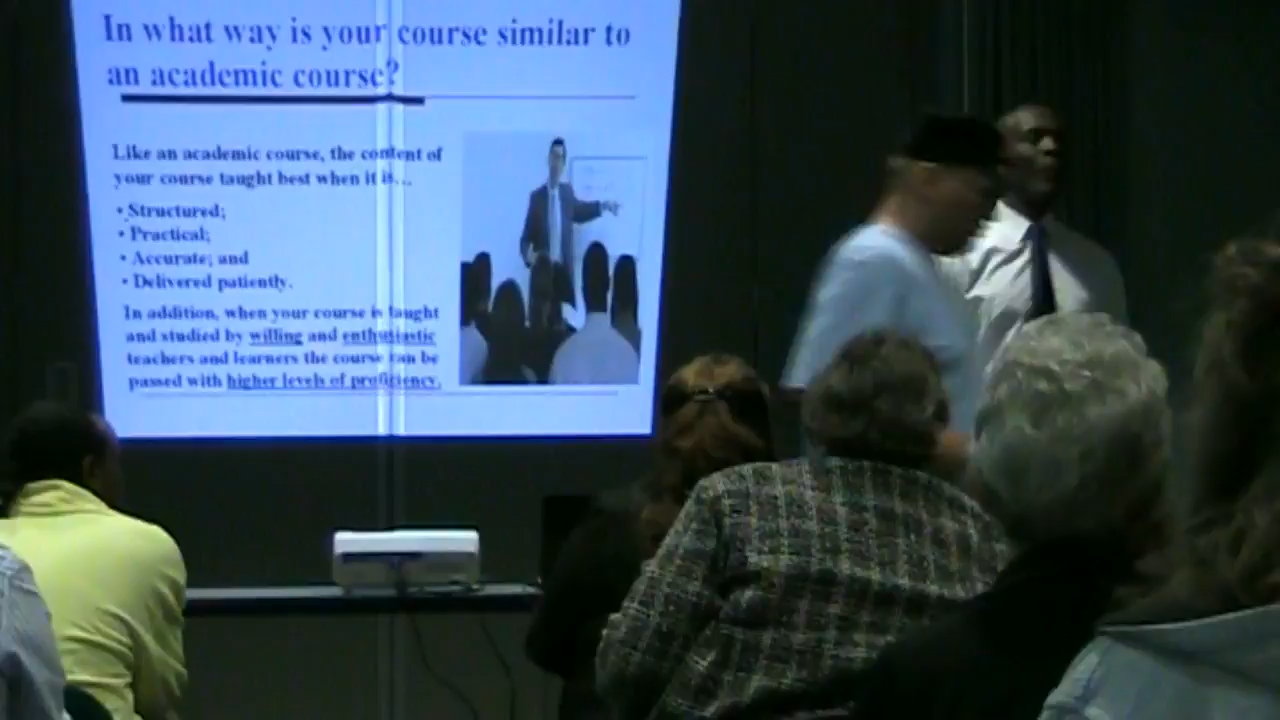 In what way is your course similar to
an academic course?
Like an academic course, the content of
your course taught best when it is...
• Structured;
• Practical;
• Accurate; and
• Delivered patiently.
In addition, when your course is taught
and studied by willing and enthusiastic
teachers and learners the course can be
passed with higher levels of proficiency.